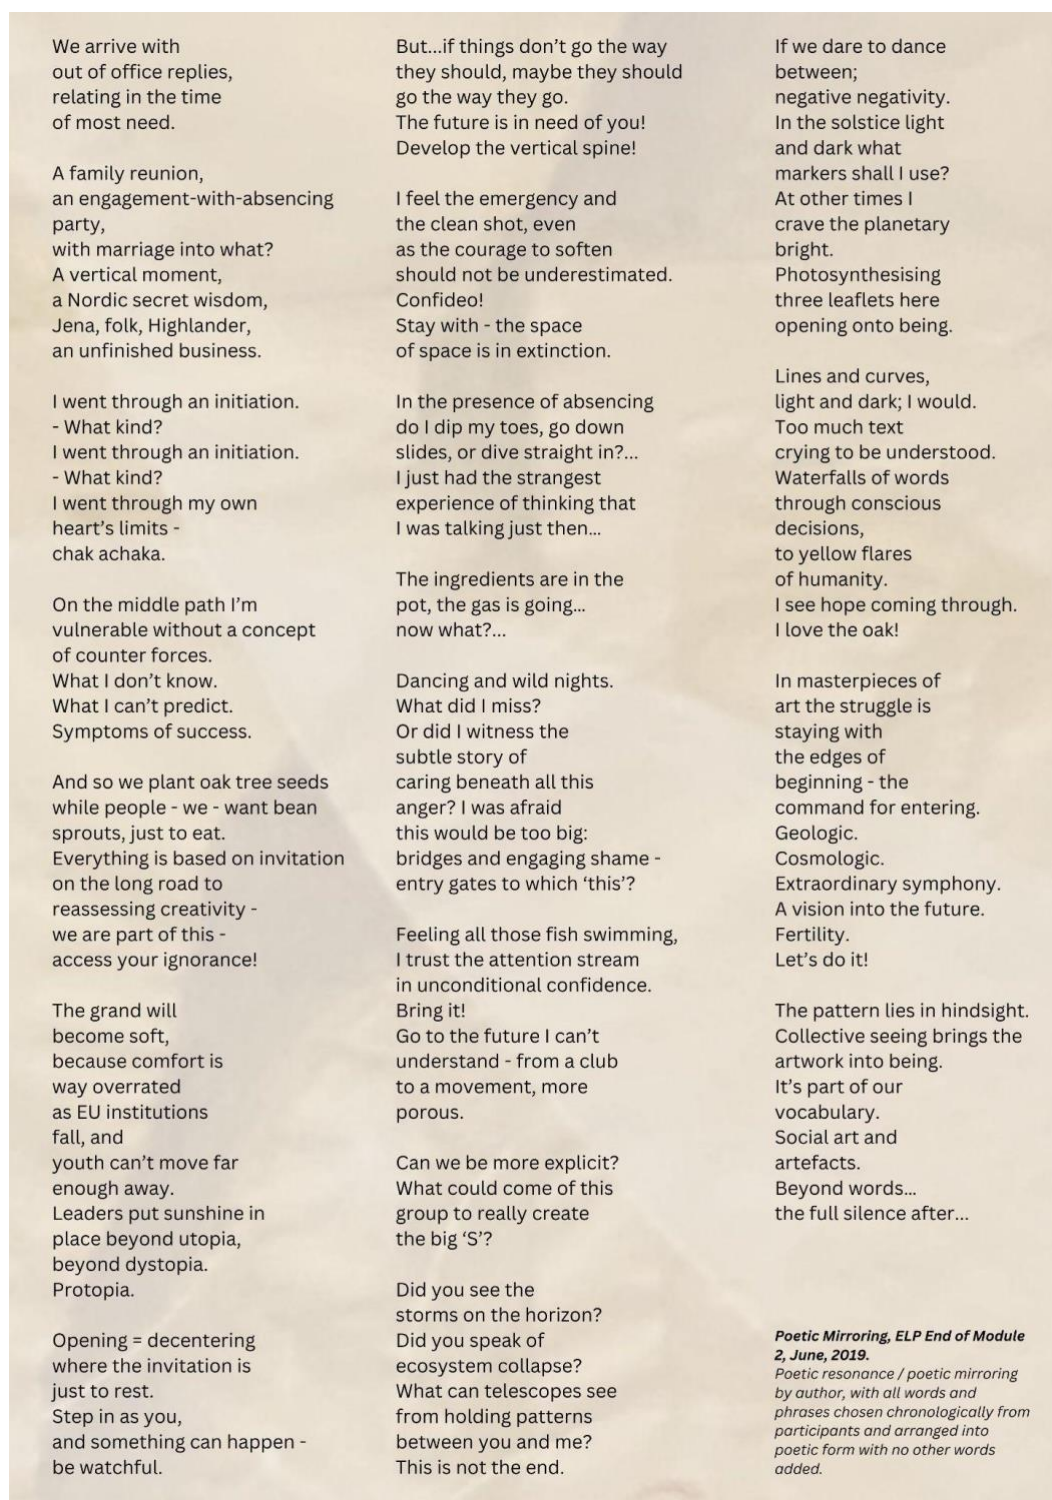 We arrive with
out of office replies,
relating in the time
of most need.

A family reunion,
an engagement-with-absencing
party,
with marriage into what?
A vertical moment,
a Nordic secret wisdom,
Jena, folk, Highlander,
an unfinished business.

I went through an initiation.
- What kind?
I went through an initiation.
- What kind?
I went through my own
heart's limits -
chak achaka.

On the middle path I'm
vulnerable without a concept
of counter forces.
What I don't know.
What I can't predict.
Symptoms of success.

And so we plant oak tree seeds
while people - we - want bean
sprouts, just to eat.
Everything is based on invitation
on the long road to
reassessing creativity -
we are part of this -
access your ignorance!

The grand will
become soft,
because comfort is
way overrated
as EU institutions
fall, and
youth can't move far
enough away.
Leaders put sunshine in
place beyond utopia,
beyond dystopia.
Protopia.

Opening = decentering
where the invitation is
just to rest.
Step in as you,
and something can happen -
be watchful.

But...if things don't go the way
they should, maybe they should
go the way they go.
The future is in need of you!
Develop the vertical spine!

I feel the emergency and
the clean shot, even
as the courage to soften
should not be underestimated.
Confideo!
Stay with - the space
of space is in extinction.

In the presence of absencing
do I dip my toes, go down
slides, or dive straight in?...
I just had the strangest
experience of thinking that
I was talking just then...

The ingredients are in the
pot, the gas is going...
now what?...

Dancing and wild nights.
What did I miss?
Or did I witness the
subtle story of
caring beneath all this
anger? I was afraid
this would be too big:
bridges and engaging shame -
entry gates to which 'this'?

Feeling all those fish swimming,
I trust the attention stream
in unconditional confidence.
Bring it!
Go to the future I can't
understand - from a club
to a movement, more
porous.

Can we be more explicit?
What could come of this
group to really create
the big 'S'?

Did you see the
storms on the horizon?
Did you speak of
ecosystem collapse?
What can telescopes see
from holding patterns
between you and me?
This is not the end.

If we dare to dance
between;
negative negativity.
In the solstice light
and dark what
markers shall I use?
At other times I
crave the planetary
bright.
Photosynthesising
three leaflets here
opening onto being.

Lines and curves,
light and dark; I would.
Too much text
crying to be understood.
Waterfalls of words
through conscious
decisions,
to yellow flares
of humanity.
I see hope coming through.
I love the oak!

In masterpieces of
art the struggle is
staying with
the edges of
beginning - the
command for entering.
Geologic.
Cosmologic.
Extraordinary symphony.
A vision into the future.
Fertility.
Let's do it!

The pattern lies in hindsight.
Collective seeing brings the
artwork into being.
It's part of our
vocabulary.
Social art and
artefacts.
Beyond words...
the full silence after...

Poetic Mirroring, ELP End of Module
2, June, 2019.
Poetic resonance / poetic mirroring
by author, with all words and
phrases chosen chronologically from
participants and arranged into
poetic form with no other words
added.